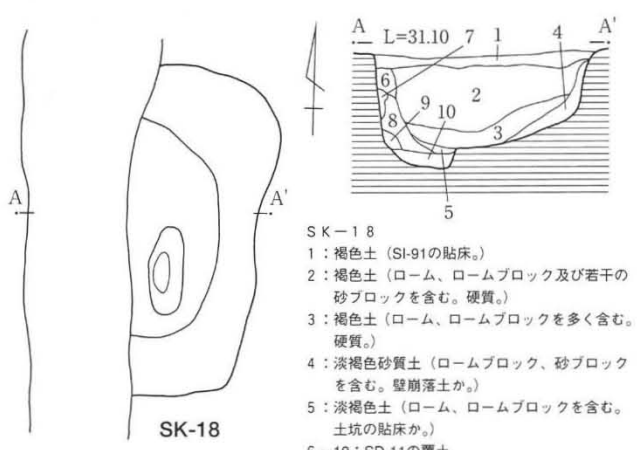 A A'
L=31.10 7 1 4
6
2
9
8 10
3
5
A A'
SK-18
SK－18
1：褐色土（SI-91の貼床。）
2：褐色土（ローム、ロームブロック及び若干の
砂ブロックを含む。硬質。）
3：褐色土（ローム、ロームブロックを多く含む。
硬質。）
4：淡褐色砂質土（ロームブロック、砂ブロック
を含む。壁崩落土か。）
5：淡褐色土（ローム、ロームブロックを含む。
土坑の貼床か。）